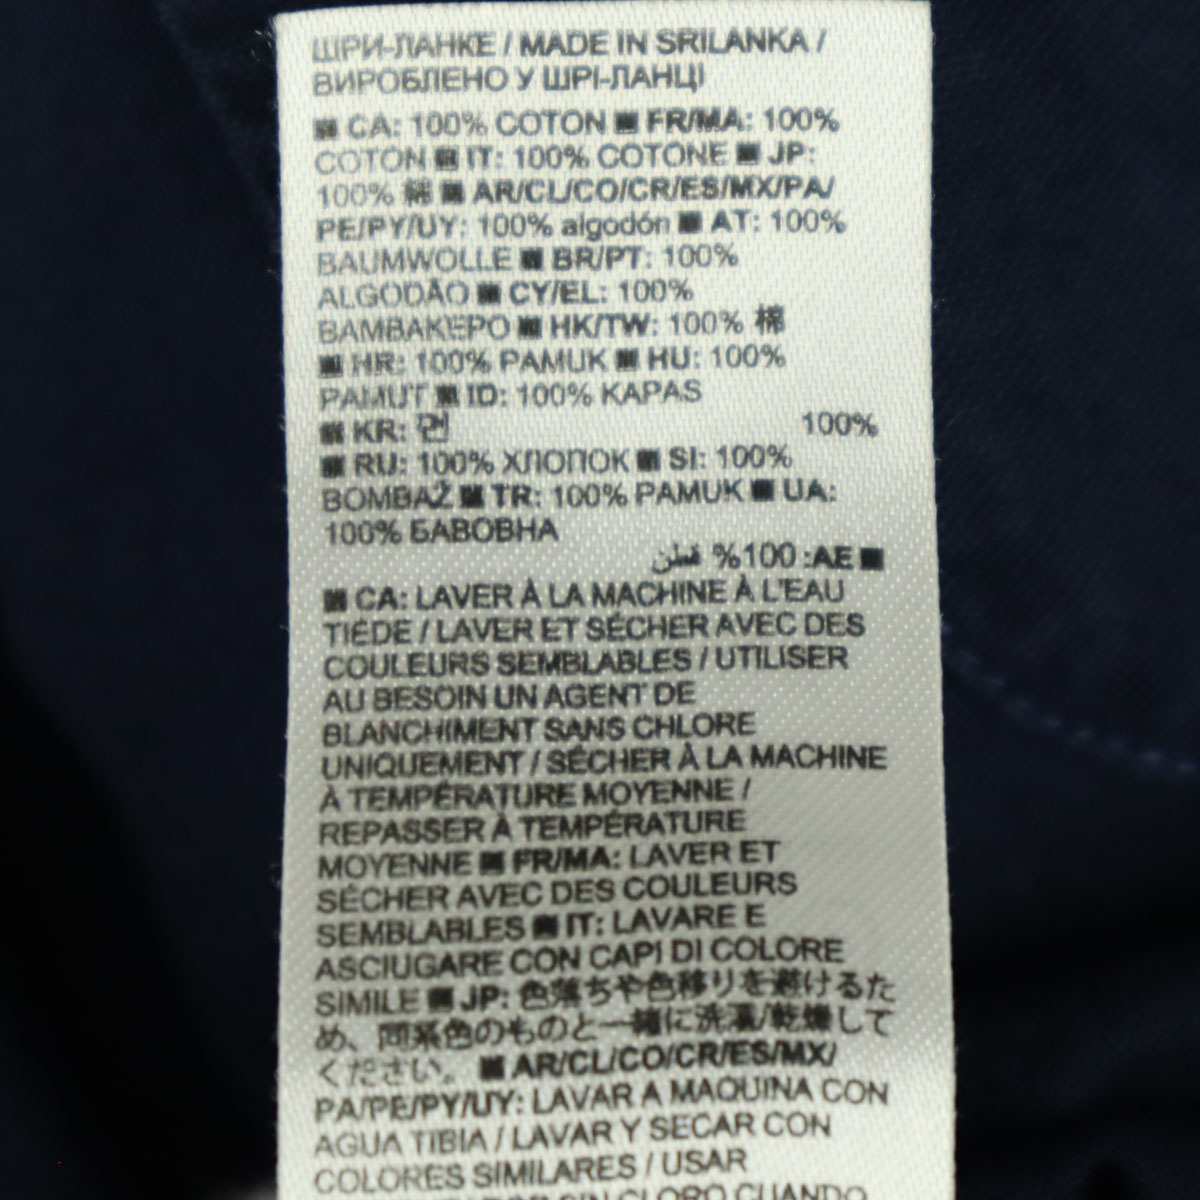 ШРИ-ЛАНКЕ / MADE IN SRILANKA /
ВИРОБЛЕНО У ШРІ-ЛАНЦІ
■ CA: 100% COTON ■ FR/MA: 100%
COTON ■ IT: 100% COTONE ■ JP:
100% 綿 ■ AR/CL/CO/CR/ES/MX/PA/
PE/PY/UY: 100% algodón ■ AT: 100%
BAUMWOLLE ■ BR/PT: 100%
ALGODÃO ■ CY/EL: 100%
ΒΑΜΒΑΚΕΡΟ ■ HK/TW: 100% 棉
■ HR: 100% PAMUK ■ HU: 100%
PAMUT ■ ID: 100% KAPAS
■ KR: 면 100%
■ RU: 100% ХЛОПОК ■ SI: 100%
BOMBAŽ ■ TR: 100% PAMUK ■ UA:
100% БАВОВНА
■ AE: 100% قطن
■ CA: LAVER À LA MACHINE À L'EAU
TIÈDE / LAVER ET SÉCHER AVEC DES
COULEURS SEMBLABLES / UTILISER
AU BESOIN UN AGENT DE
BLANCHIMENT SANS CHLORE
UNIQUEMENT / SÉCHER À LA MACHINE
À TEMPÉRATURE MOYENNE /
REPASSER À TEMPÉRATURE
MOYENNE ■ FR/MA: LAVER ET
SÉCHER AVEC DES COULEURS
SEMBLABLES ■ IT: LAVARE E
ASCIUGARE CON CAPI DI COLORE
SIMILE ■ JP: 色落ちや色移りを避けるた
め、同系色のものと一緒に洗濯/乾燥して
ください。 ■ AR/CL/CO/CR/ES/MX/
PA/PE/PY/UY: LAVAR A MAQUINA CON
AGUA TIBIA / LAVAR Y SECAR CON
COLORES SIMILARES / USAR
SIN CLORO CUANDO